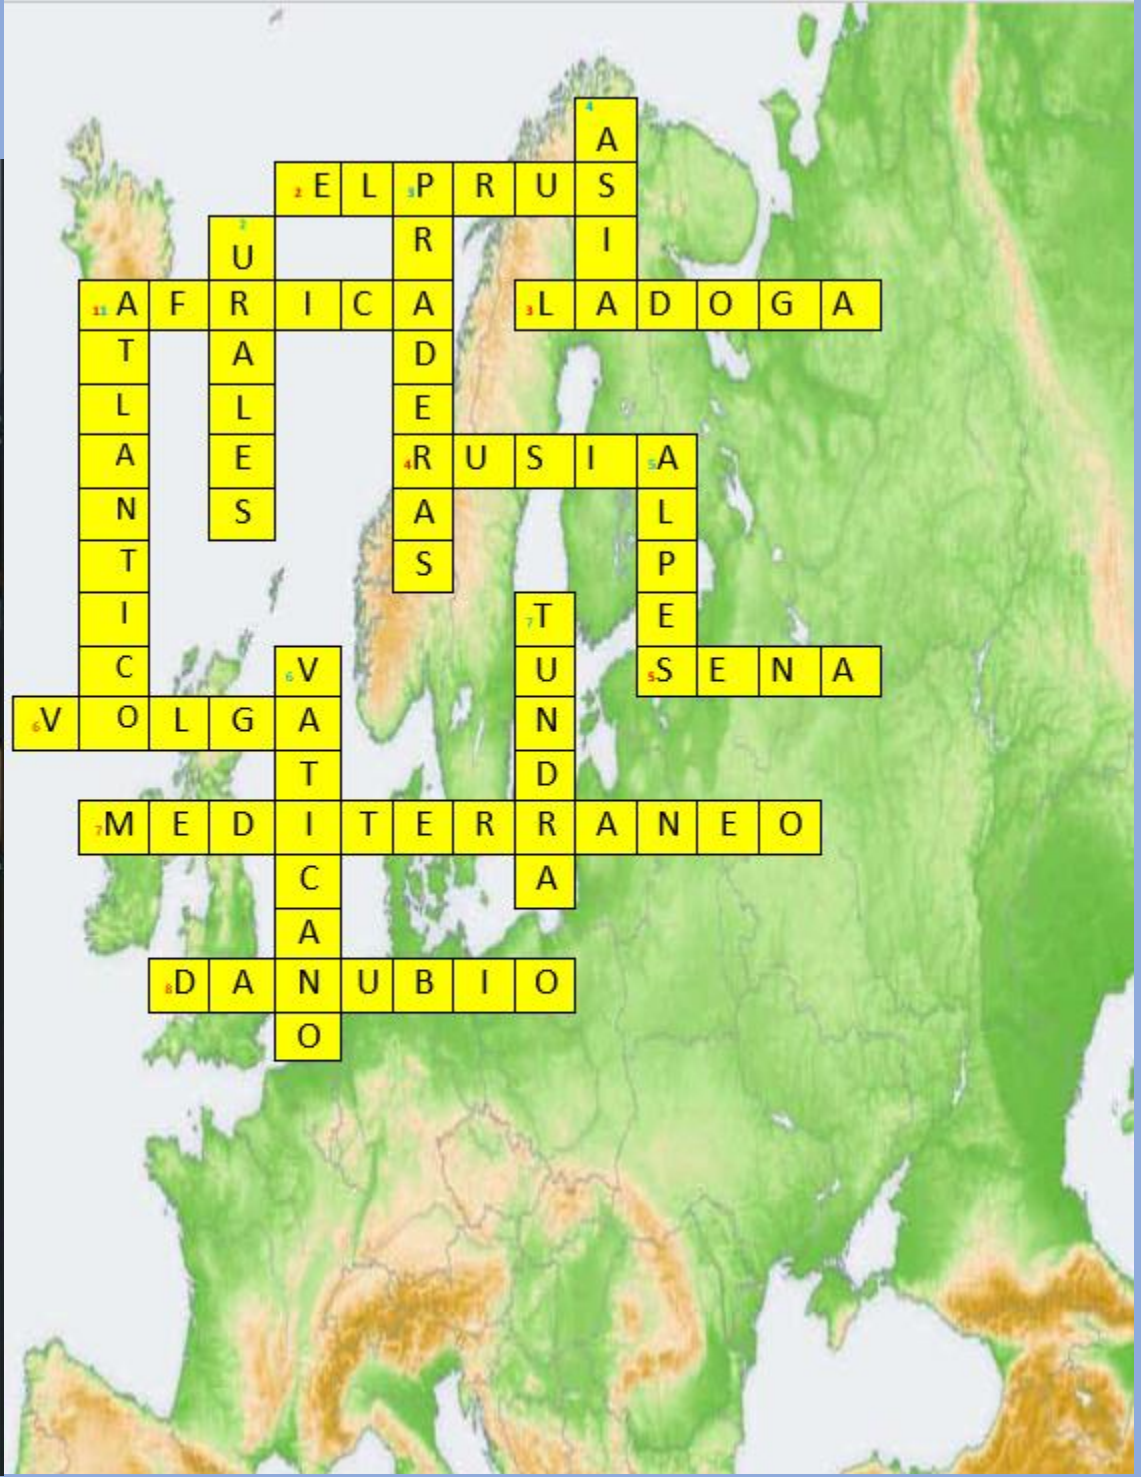 4 A
2 E L 3 P R U S
2 U R I
11 A F R I C A 3 L A D O G A
T A D
L L E
A E 4 R U S I 5 A
N S A L
T S P
I 7 T E
C 6 V U 5 S E N A
6 V O L G A N
T D
7 M E D I T E R R A N E O
C A
A
8 D A N U B I O
O